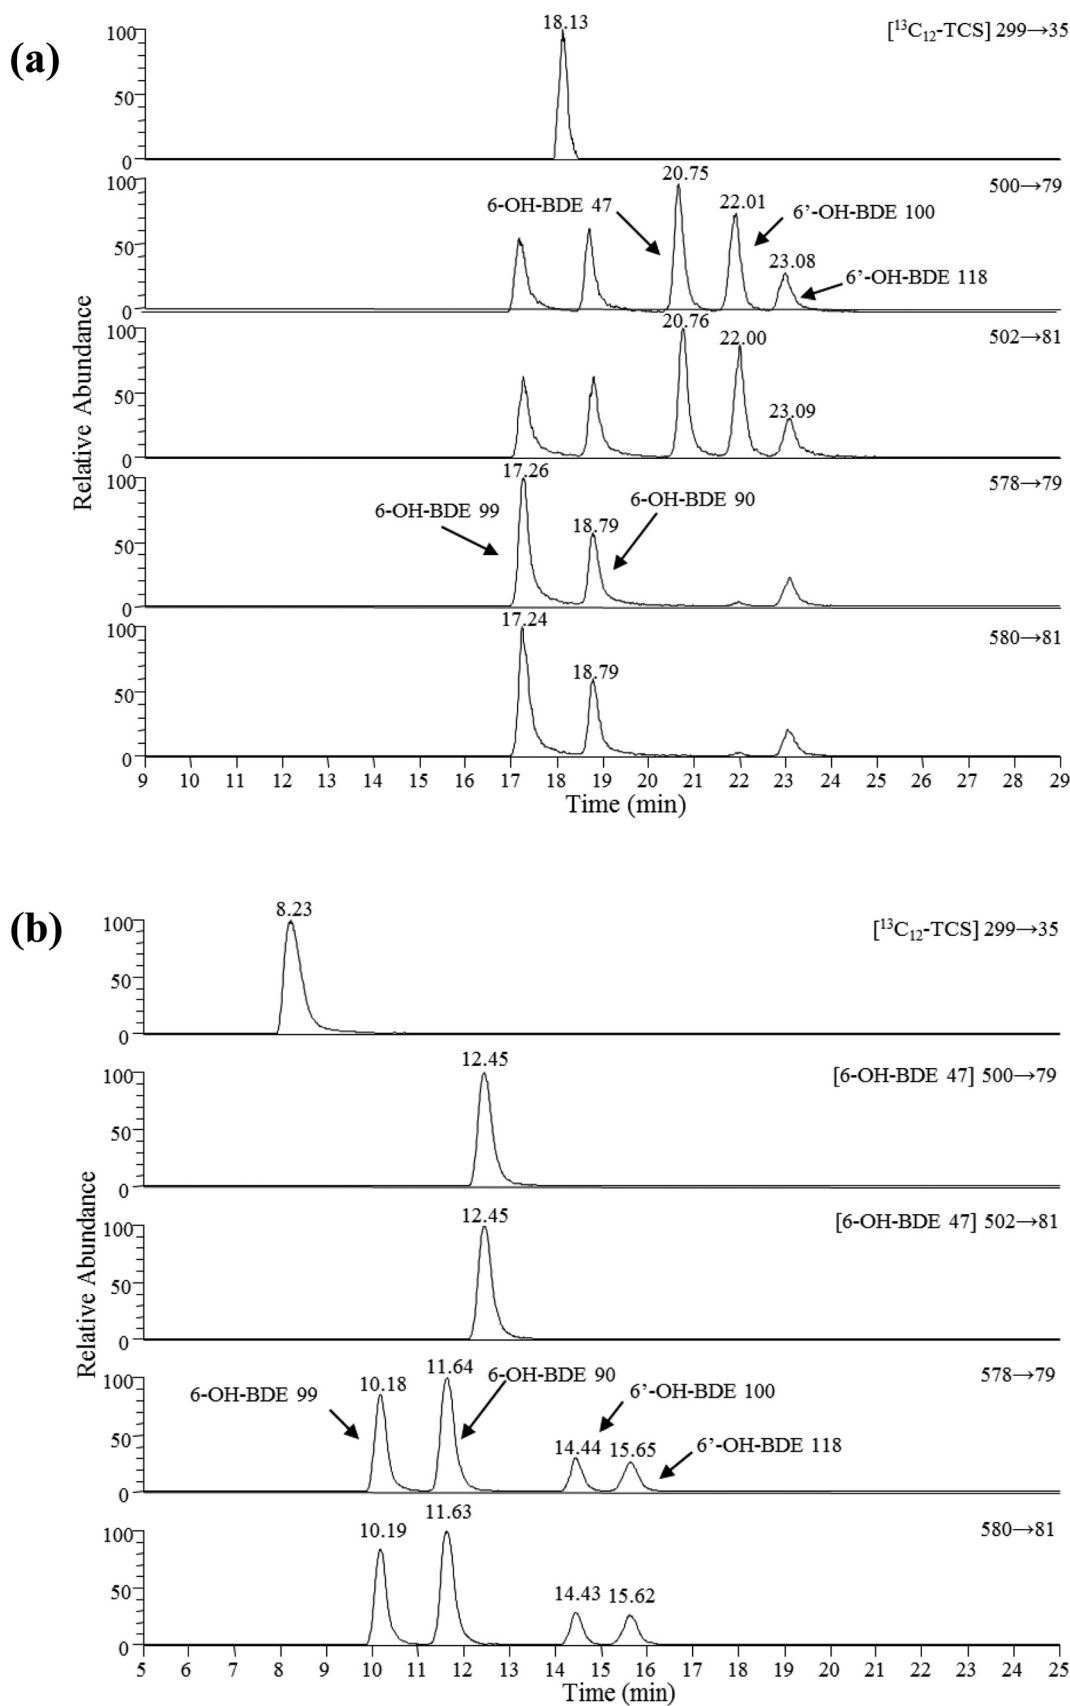 (a)
18.13
[¹³C₁₂-TCS] 299→35
100
50
0
20.75
500→79
100
6-OH-BDE 47
22.01
6’-OH-BDE 100
50
23.08
6’-OH-BDE 118
0
20.76
502→81
100
22.00
50
23.09
0
17.26
578→79
100
6-OH-BDE 99
6-OH-BDE 90
18.79
50
0
17.24
580→81
100
18.79
50
0
Relative Abundance
9 10 11 12 13 14 15 16 17 18 19 20 21 22 23 24 25 26 27 28 29
Time (min)
(b)
8.23
[¹³C₁₂-TCS] 299→35
100
50
0
12.45
[6-OH-BDE 47] 500→79
100
50
0
12.45
[6-OH-BDE 47] 502→81
100
50
0
11.64
578→79
100
10.18
6-OH-BDE 90
6-OH-BDE 99
6’-OH-BDE 100
50
14.44 15.65
6’-OH-BDE 118
0
11.63
580→81
100
10.19
50
14.43 15.62
0
Relative Abundance
5 6 7 8 9 10 11 12 13 14 15 16 17 18 19 20 21 22 23 24 25
Time (min)